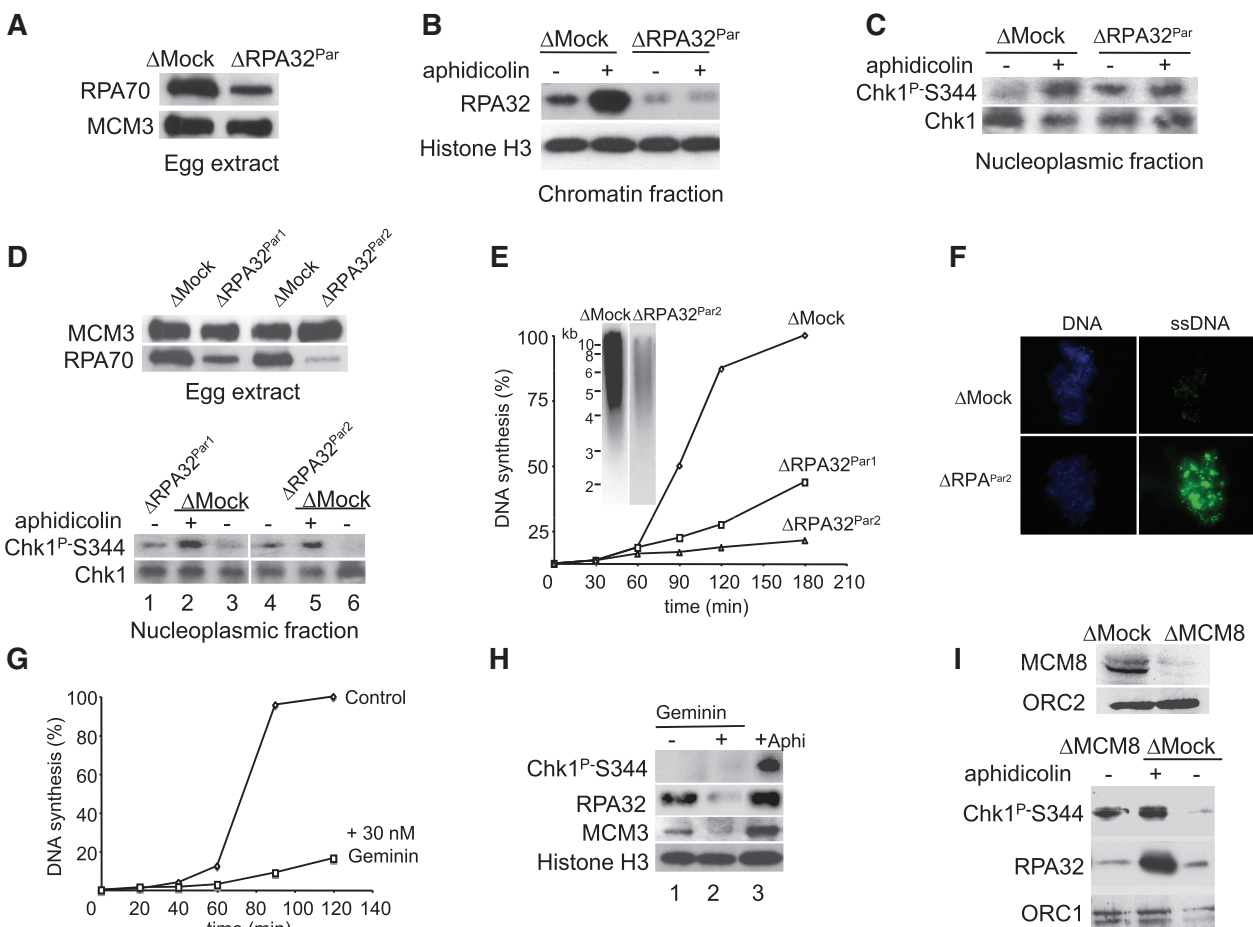 A
ΔMock ΔRPA32Par
RPA70
MCM3
Egg extract
B
ΔMock ΔRPA32Par
aphidicolin - + - +
RPA32
Histone H3
Chromatin fraction
C
ΔMock ΔRPA32Par
aphidicolin - + - +
Chk1P-S344
Chk1
Nucleoplasmic fraction
D
ΔMock ΔRPA32Par1 ΔMock ΔRPA32Par2
MCM3
RPA70
Egg extract
ΔRPA32Par1 ΔMock ΔRPA32Par2 ΔMock
aphidicolin - + - - + -
Chk1P-S344
Chk1
1 2 3 4 5 6
Nucleoplasmic fraction
E
ΔMock ΔRPA32Par2
kb
10-
8-
6-
5-
4-
3-
2-
DNA synthesis (%)
100
75
50
25
ΔMock
ΔRPA32Par1
ΔRPA32Par2
0 30 60 90 120 150 180 210
time (min)
F
DNA ssDNA
ΔMock
ΔRPAPar2
G
DNA synthesis (%)
100
80
60
40
20
Control
+ 30 nM
Geminin
0 20 40 60 80 100 120 140
time (min)
H
Geminin
- + +Aphi
Chk1P-S344
RPA32
MCM3
Histone H3
1 2 3
I
ΔMock ΔMCM8
MCM8
ORC2
ΔMCM8 ΔMock
aphidicolin - + -
Chk1P-S344
RPA32
ORC1